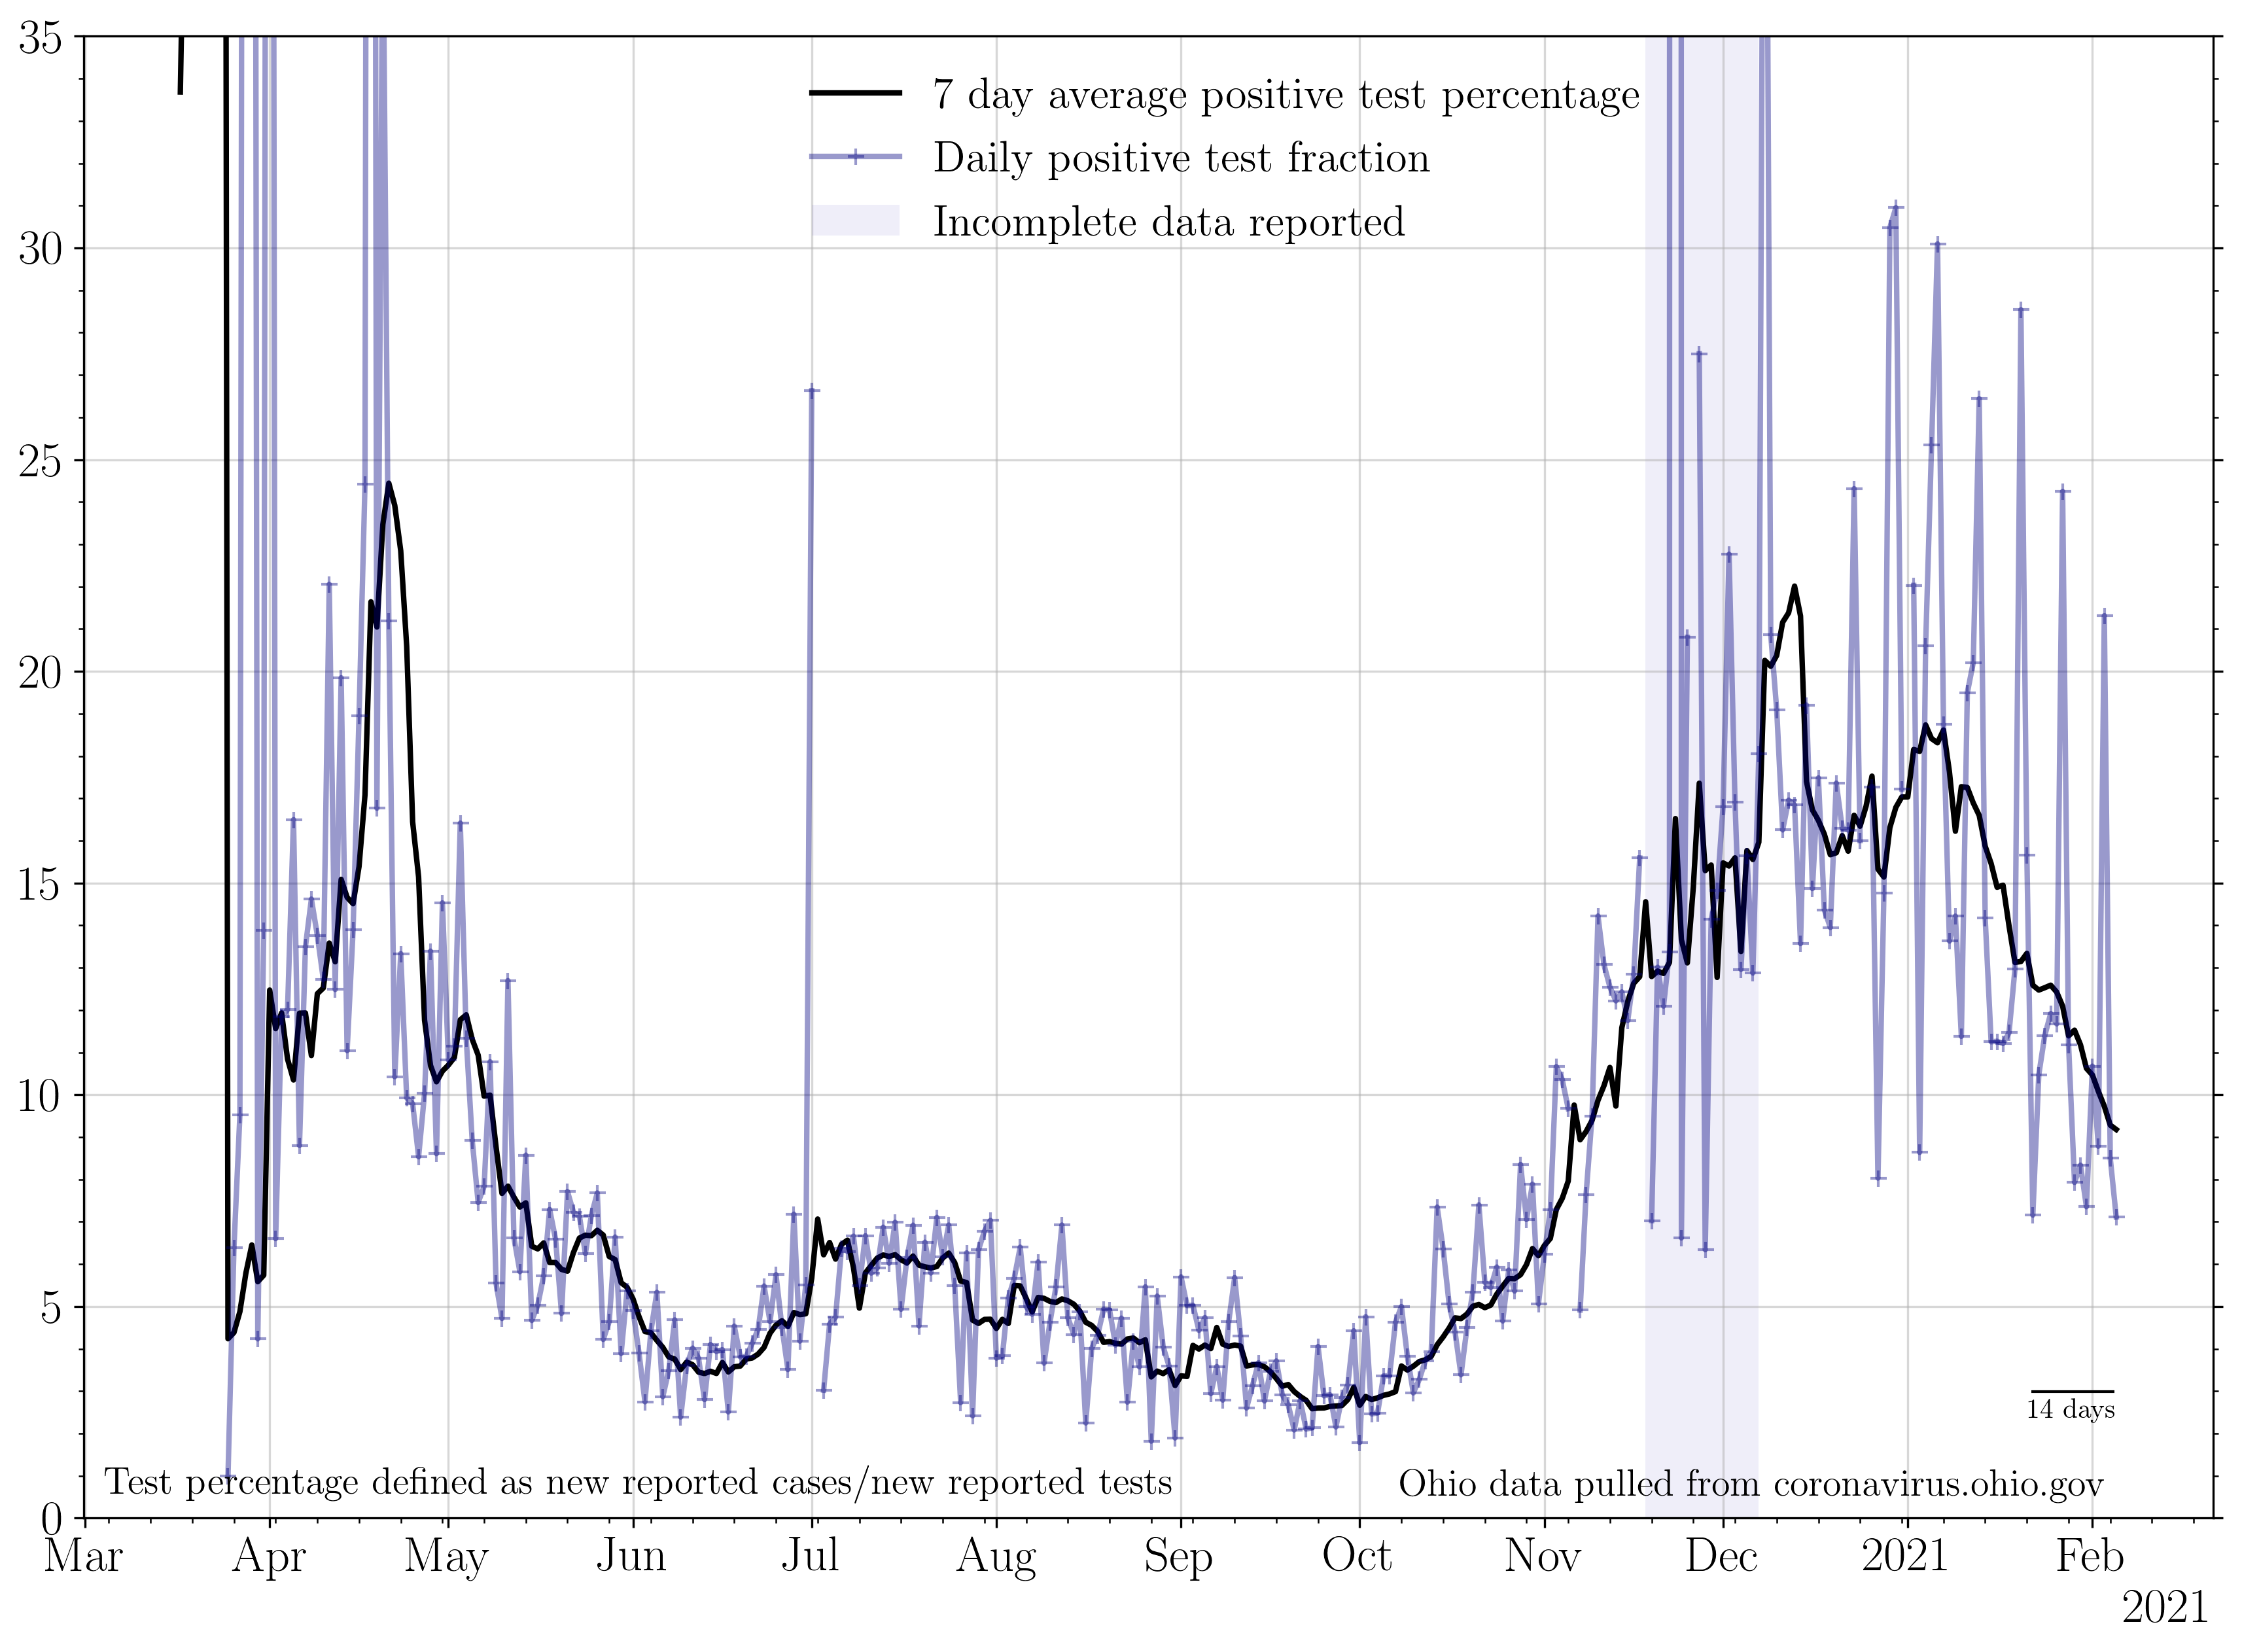 35
7 day average positive test percentage
Daily positive test fraction
Incomplete data reported
30
25
20
15
10
5
14 days
Test percentage defined as new reported cases/new reported tests
Ohio data pulled from coronavirus.ohio.gov
0
Mar Apr May Jun Jul Aug Sep Oct Nov Dec 2021 Feb
2021